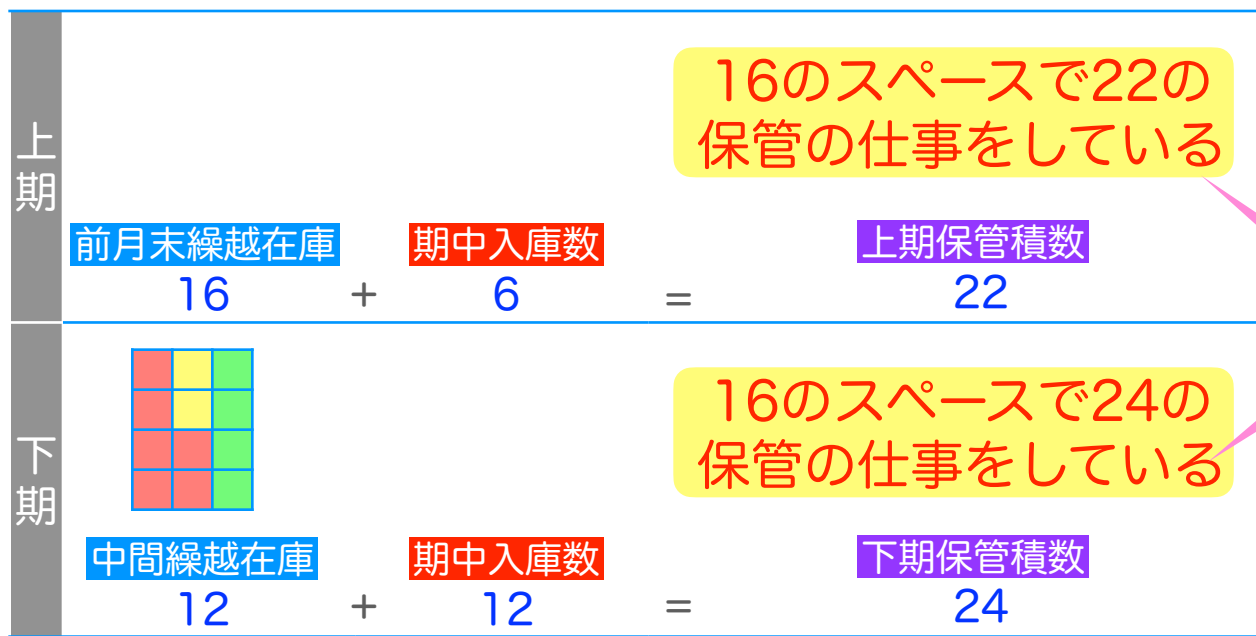 上期
16のスペースで22の
保管の仕事をしている
前月末繰越在庫 期中入庫数 上期保管積数
16 + 6 = 22
下期
16のスペースで24の
保管の仕事をしている
中間繰越在庫 期中入庫数 下期保管積数
12 + 12 = 24